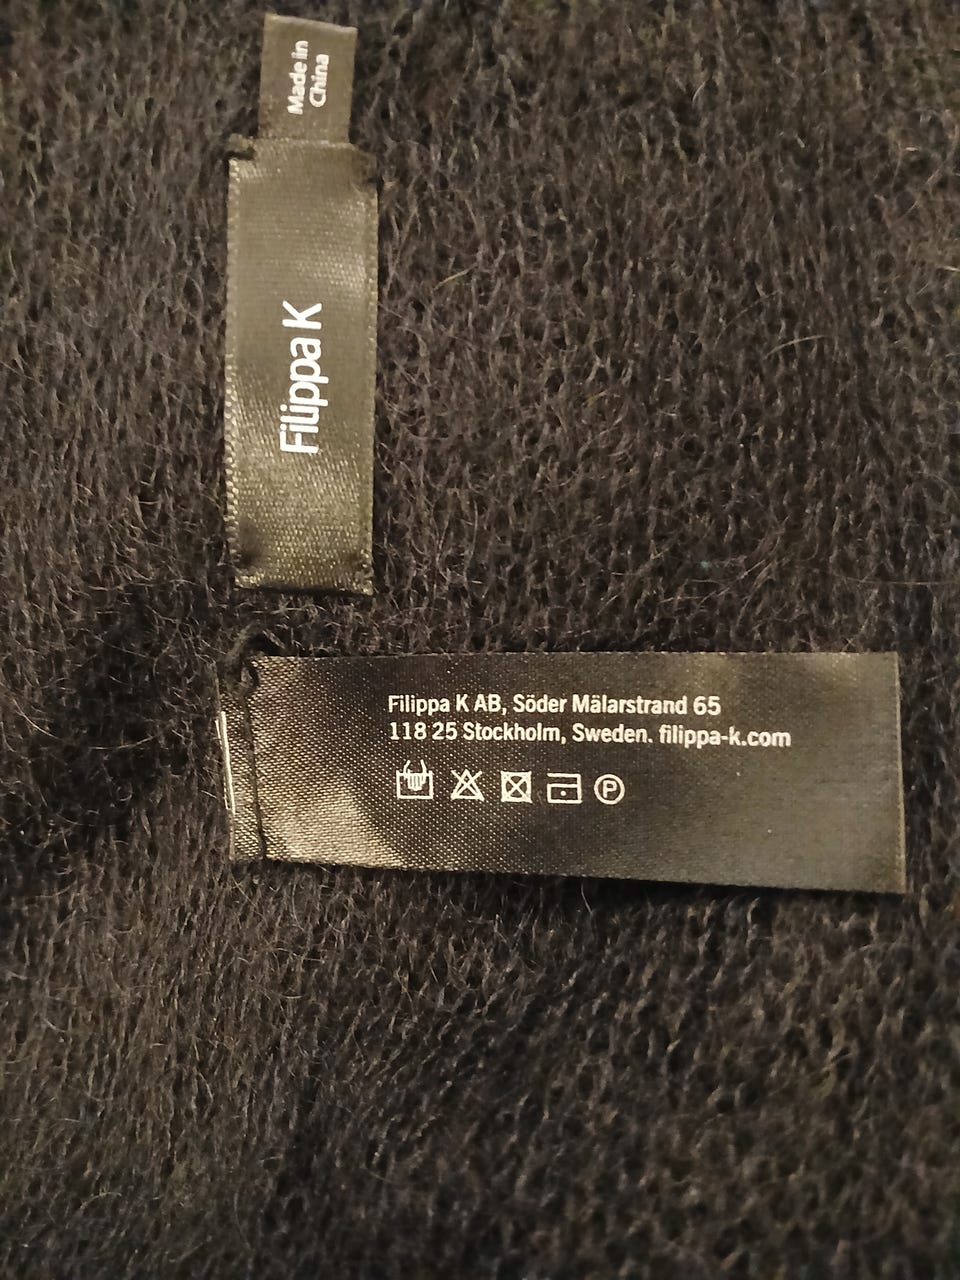 Made in
China
Filippa K
Filippa K AB, Söder Mälarstrand 65
118 25 Stockholm, Sweden. filippa-k.com
P